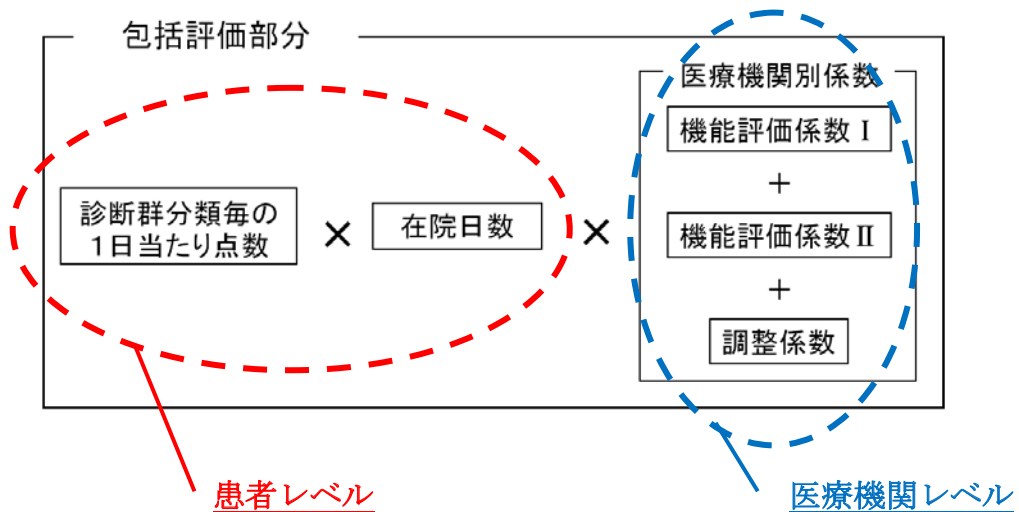 包括評価部分
医療機関別係数
機能評価係数Ⅰ
+
診断群分類毎の
1日当たり点数
×
在院日数
×
機能評価係数Ⅱ
+
調整係数
患者レベル
医療機関レベル